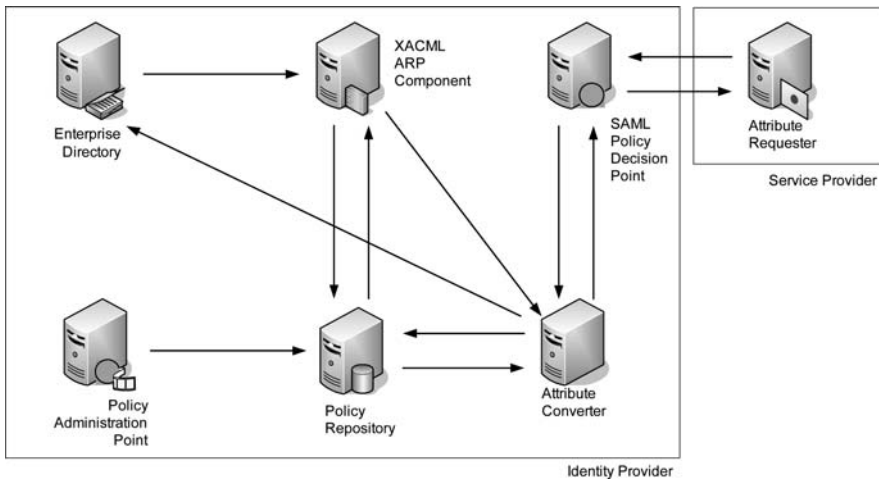 Enterprise
Directory
XACML
ARP
Component
SAML
Policy
Decision
Point
Attribute
Requester
Service Provider
Policy
Administration
Point
Policy
Repository
Attribute
Converter
Identity Provider